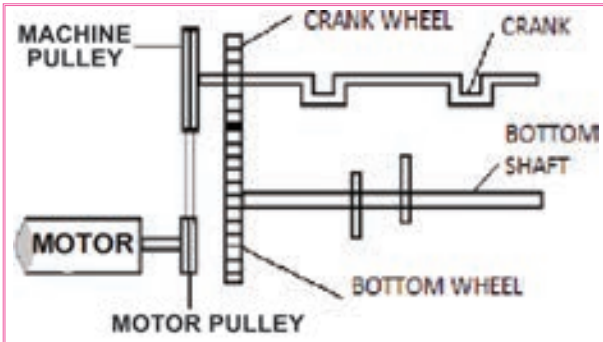 CRANK WHEEL
CRANK
MACHINE
PULLEY
BOTTOM
SHAFT
MOTOR
BOTTOM WHEEL
MOTOR PULLEY